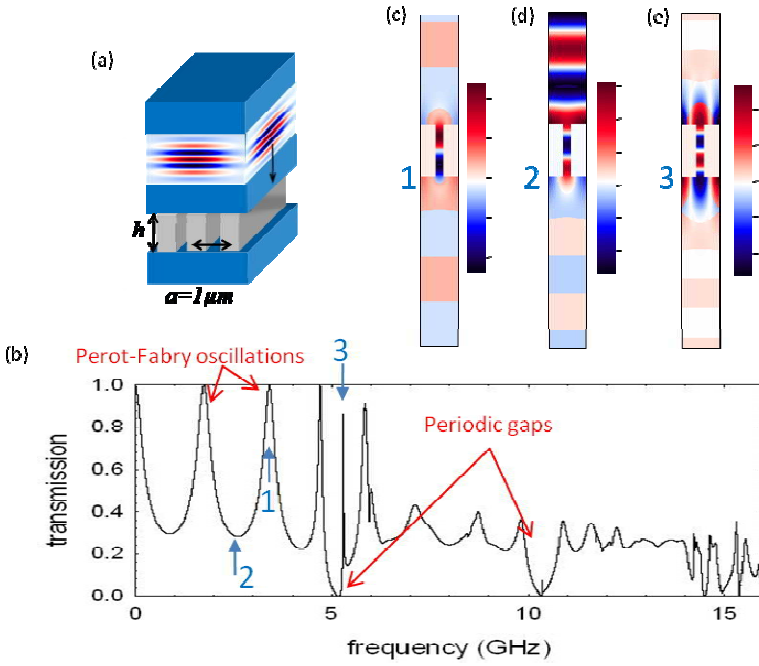 (a)
(c)
(d)
(e)
h
a=1μm
1
2
3
(b)
Perot-Fabry oscillations
3
Periodic gaps
1
2
1.0
0.8
0.6
0.4
0.2
0.0
transmission
0
5
10
15
frequency (GHz)